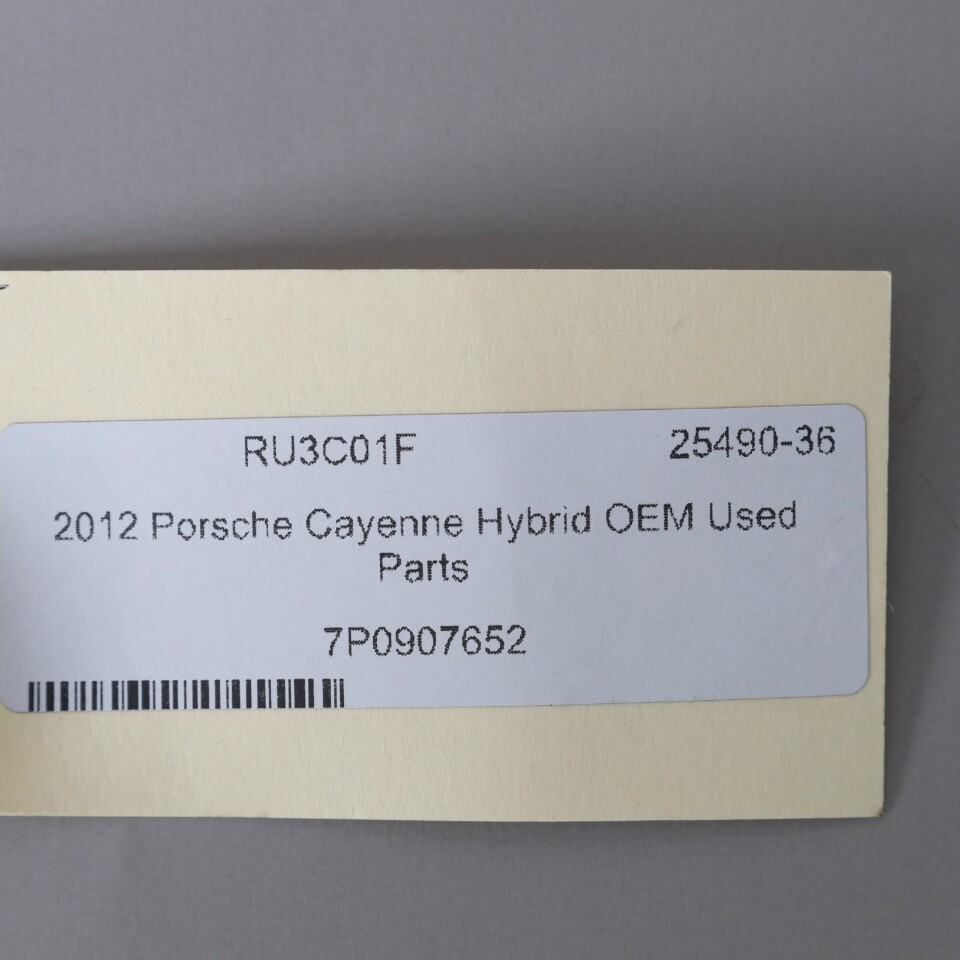 RU3C01F 25490-36
2012 Porsche Cayenne Hybrid OEM Used
Parts
7P0907652